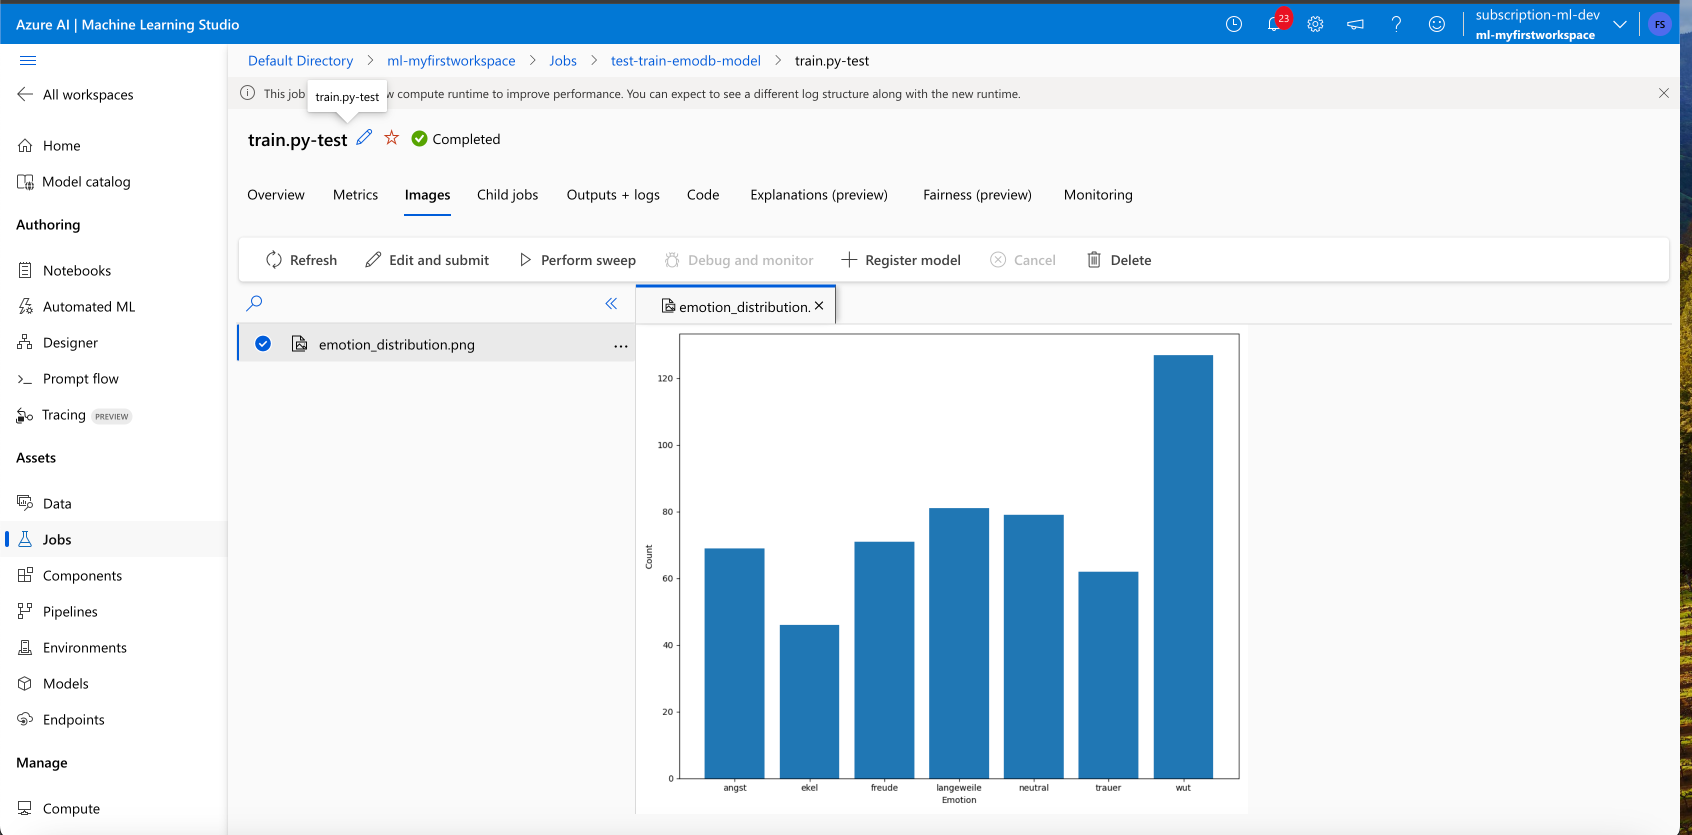 Azure AI | Machine Learning Studio
23
subscription-ml-dev
ml-myfirstworkspace
FS
All workspaces
Home
Model catalog
Authoring
Notebooks
Automated ML
Designer
Prompt flow
Tracing PREVIEW
Assets
Data
Jobs
Components
Pipelines
Environments
Models
Endpoints
Manage
Compute
Default Directory > ml-myfirstworkspace > Jobs > test-train-emodb-model > train.py-test
This job w compute runtime to improve performance. You can expect to see a different log structure along with the new runtime.
train.py-test
train.py-test Completed
Overview Metrics Images Child jobs Outputs + logs Code Explanations (preview) Fairness (preview) Monitoring
Refresh Edit and submit Perform sweep Debug and monitor Register model Cancel Delete
emotion_distribution.png
emotion_distribution.
120
100
80
60
40
20
0
Count
angst ekel freude langeweile neutral trauer wut
Emotion